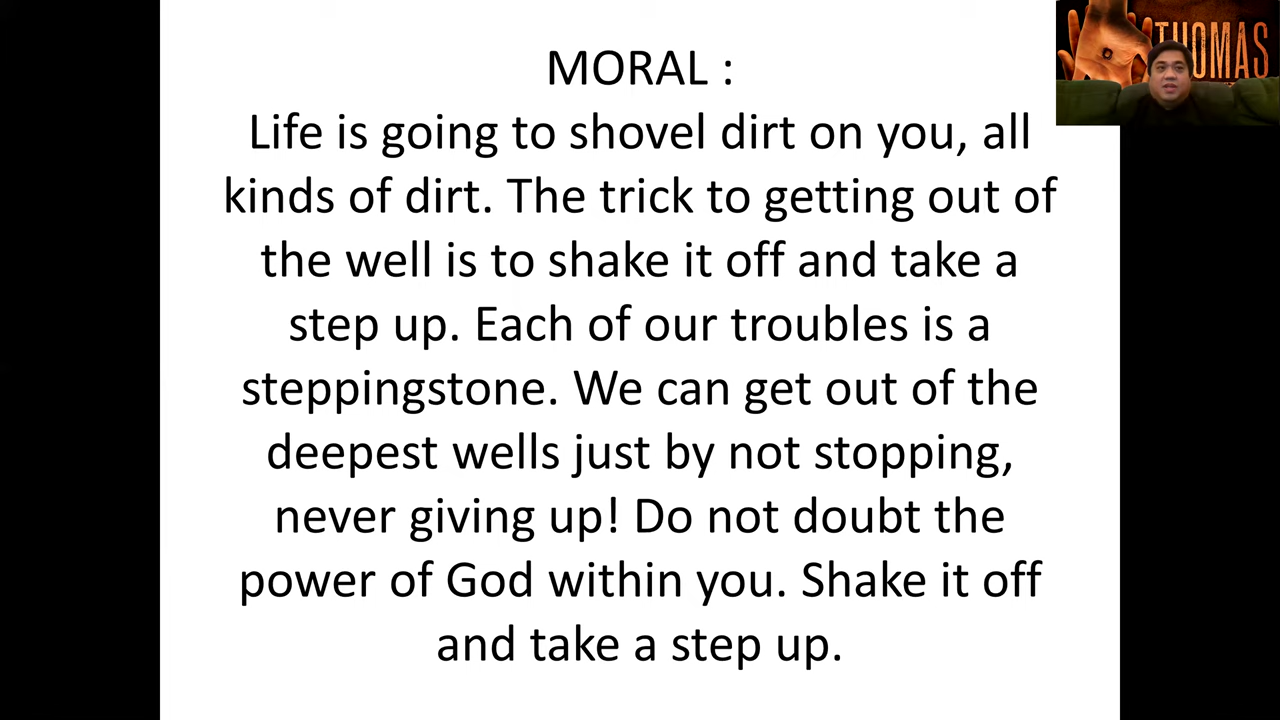 MORAL :
Life is going to shovel dirt on you, all
kinds of dirt. The trick to getting out of
the well is to shake it off and take a
step up. Each of our troubles is a
steppingstone. We can get out of the
deepest wells just by not stopping,
never giving up! Do not doubt the
power of God within you. Shake it off
and take a step up.
THOMAS